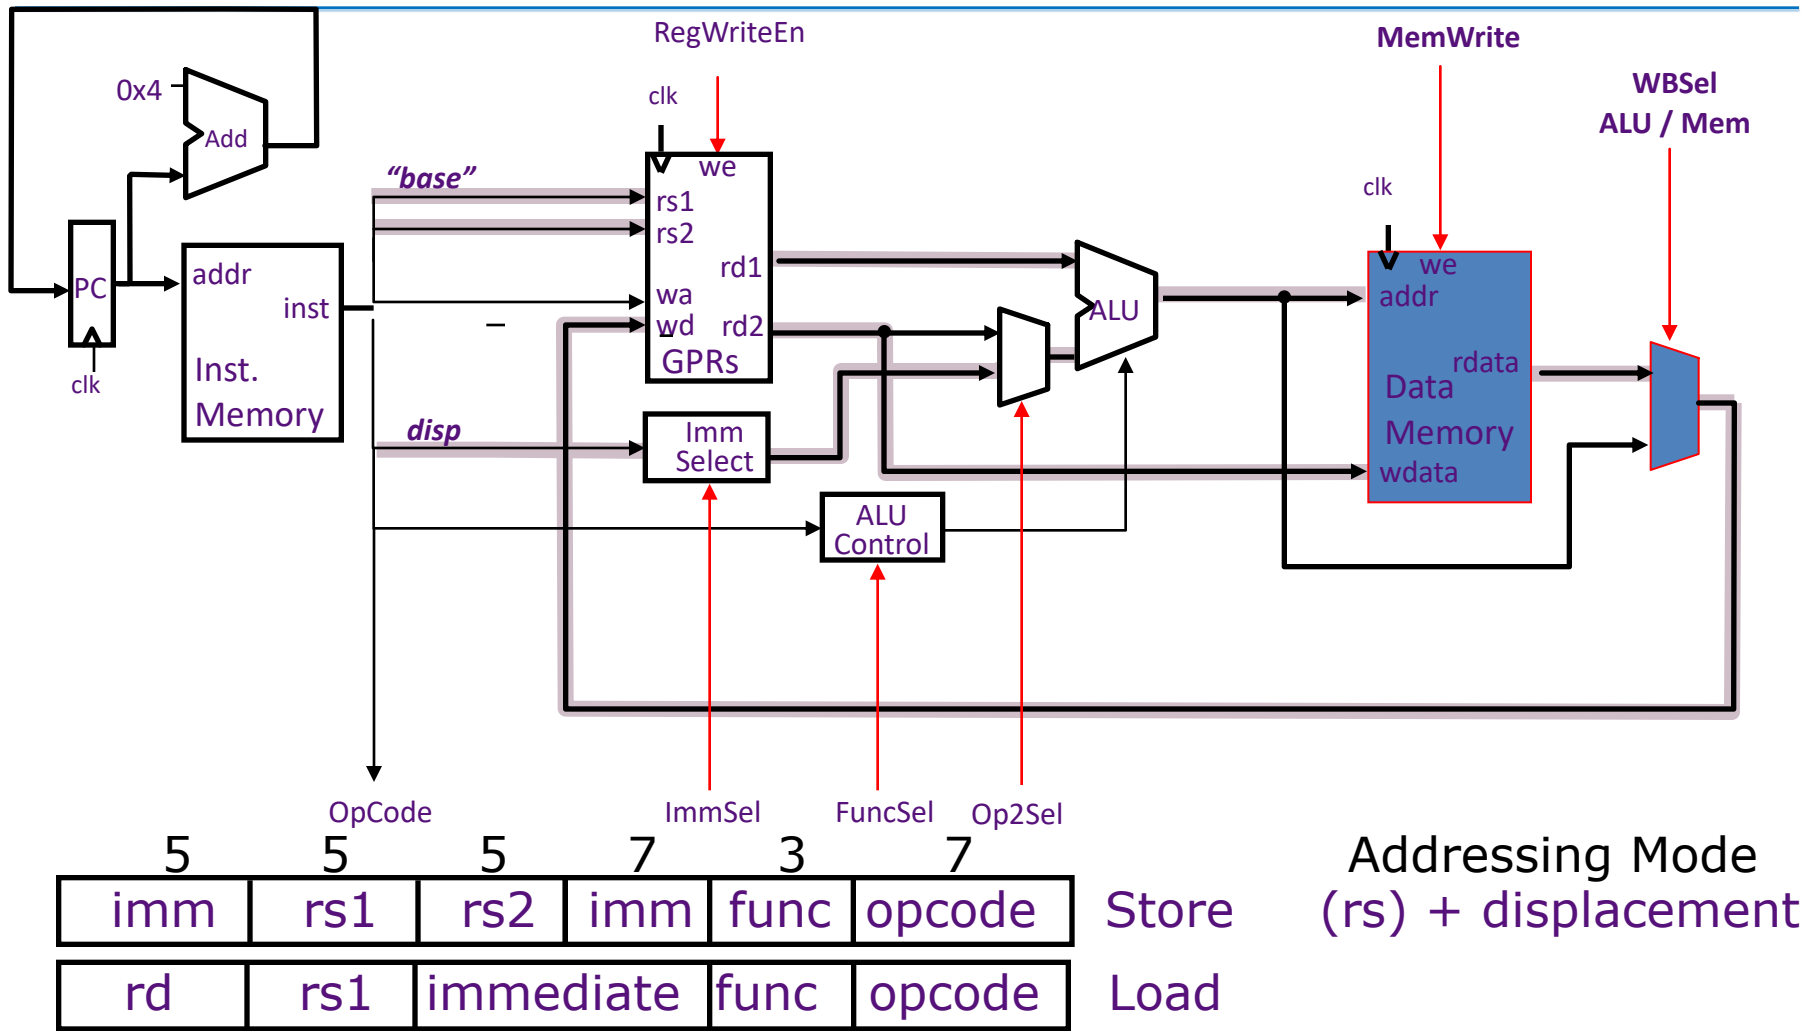 RegWriteEn
MemWrite
WBSel
ALU / Mem
0x4
Add
clk
clk
"base"
we
rs1
rs2
rd1
wa
wd
rd2
GPRs
PC
clk
addr
inst
Inst.
Memory
ALU
we
addr
rdata
Data
Memory
wdata
disp
Imm
Select
ALU
Control
OpCode
ImmSel
FuncSel
Op2Sel
5 5 5 7 3 7
Addressing Mode
imm rs1 rs2 imm func opcode Store (rs) + displacement
rd rs1 immediate func opcode Load